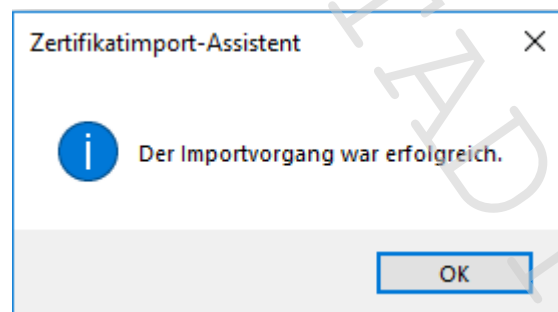 Zertifikatimport-Assistent
Der Importvorgang war erfolgreich.
OK